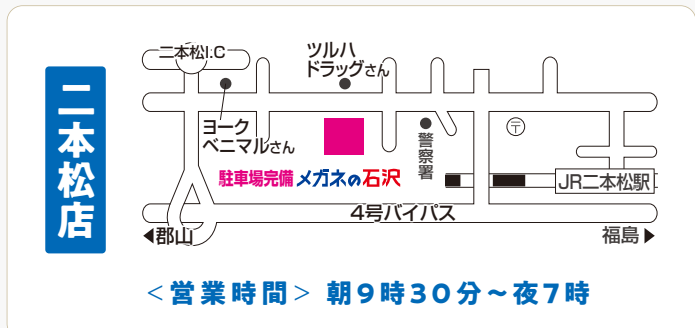 二本松店
二本松I.C
ツルハ
ドラッグさん
ヨーク
ベニマルさん
警察署
〒
駐車場完備 メガネの石沢
JR二本松駅
4号バイパス
◀郡山
福島▶
＜営業時間＞ 朝9時30分～夜7時